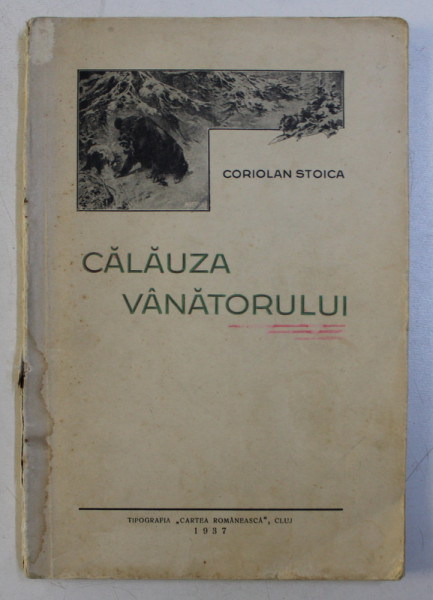 CORIOLAN STOICA
CĂLĂUZA
VÂNĂTORULUI
TIPOGRAFIA „CARTEA ROMÂNEASCĂ", CLUJ
1937